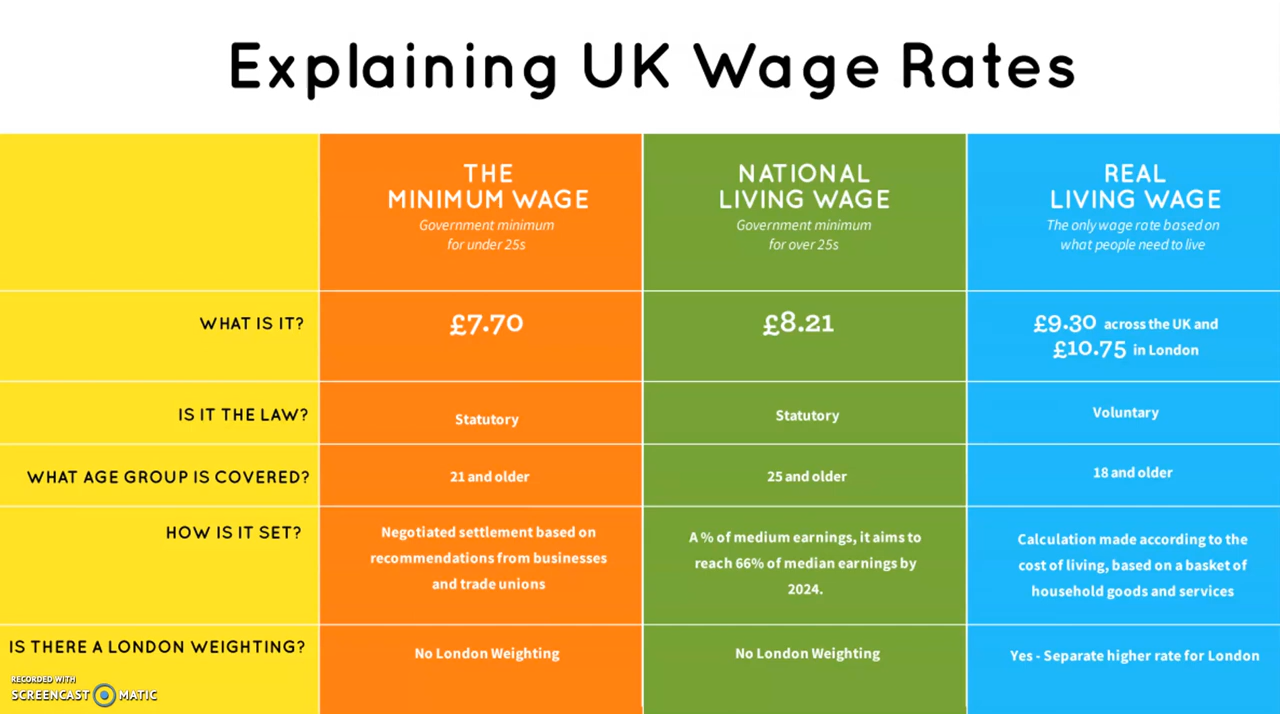 Explaining UK Wage Rates
THE
MINIMUM WAGE
Government minimum
for under 25s
NATIONAL
LIVING WAGE
Government minimum
for over 25s
REAL
LIVING WAGE
The only wage rate based on
what people need to live
WHAT IS IT?
£7.70
£8.21
£9.30 across the UK and
£10.75 in London
IS IT THE LAW?
Statutory
Statutory
Voluntary
WHAT AGE GROUP IS COVERED?
21 and older
25 and older
18 and older
HOW IS IT SET?
Negotiated settlement based on
recommendations from businesses
and trade unions
A % of medium earnings, it aims to
reach 66% of median earnings by
2024.
Calculation made according to the
cost of living, based on a basket of
household goods and services
IS THERE A LONDON WEIGHTING?
No London Weighting
No London Weighting
Yes - Separate higher rate for London
RECORDED WITH
SCREENCAST MATIC